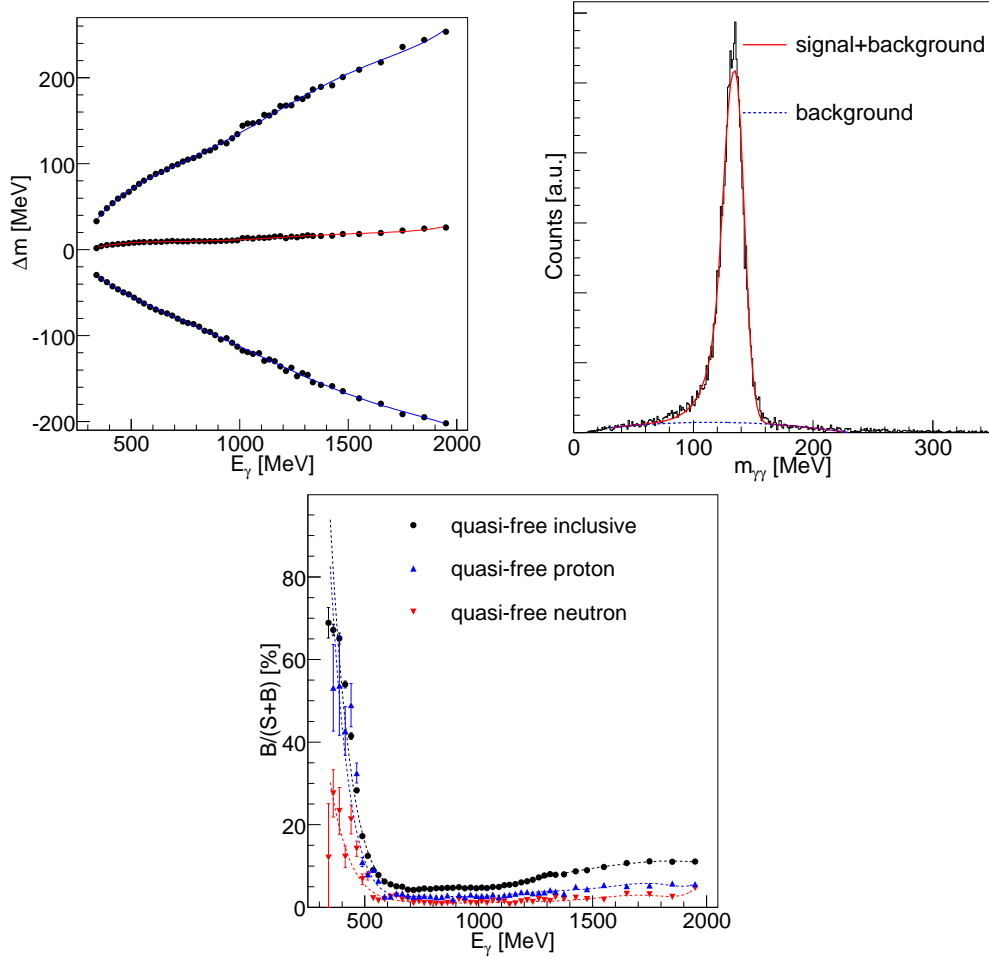 200
100
0
-100
-200
Δm [MeV]
500 1000 1500 2000
E_γ [MeV]
signal+background
background
Counts [a.u.]
0 100 200 300
m_γγ [MeV]
quasi-free inclusive
quasi-free proton
quasi-free neutron
80
60
40
20
0
B/(S+B) [%]
500 1000 1500 2000
E_γ [MeV]